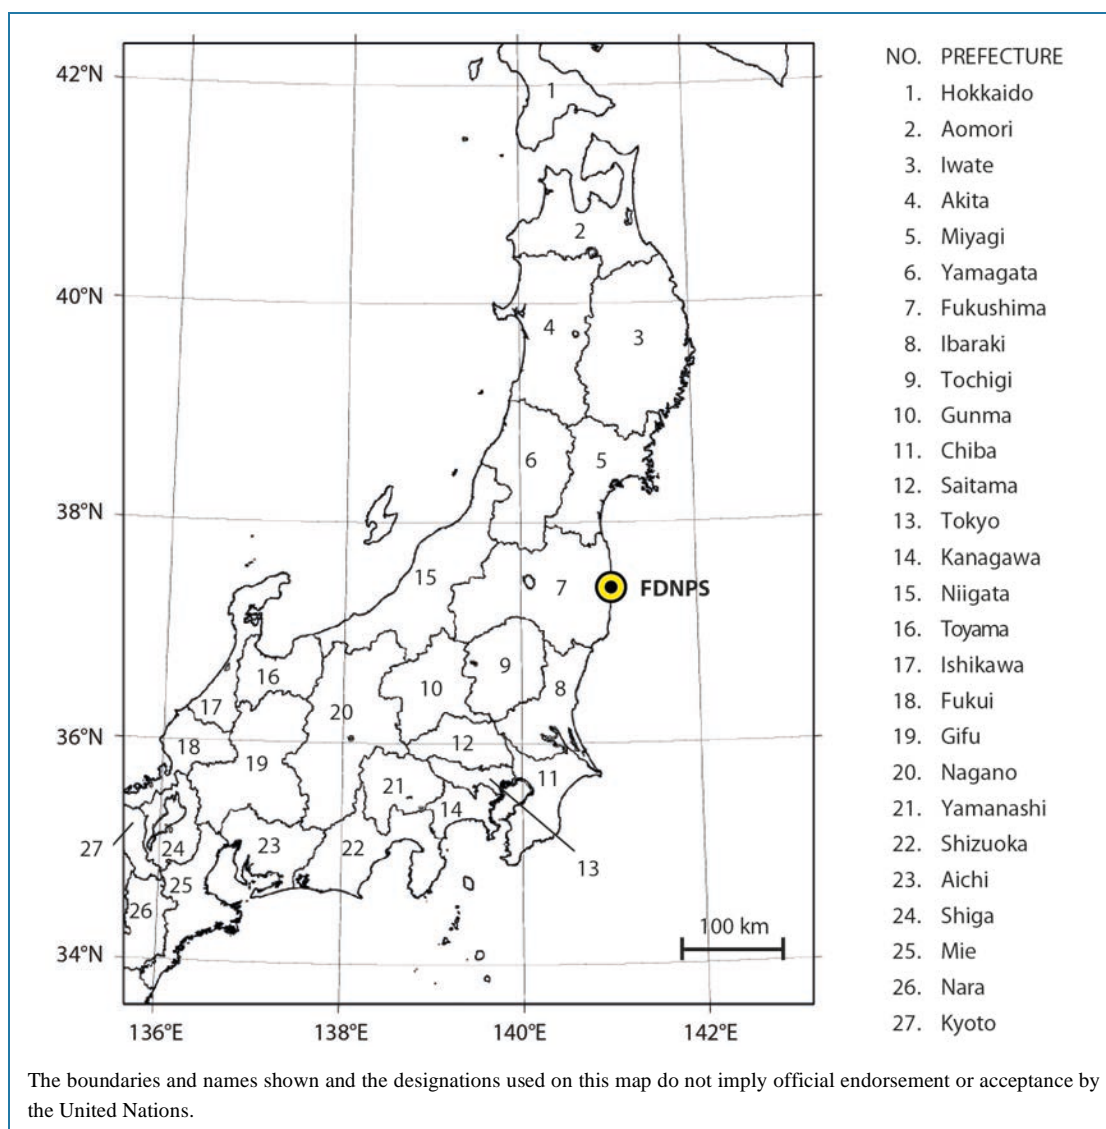 42°N
40°N
38°N
36°N
34°N
136°E
138°E
140°E
142°E
1
2
4
3
6
5
15
7
FDNPS
16
9
17
10
8
20
18
12
19
11
21
14
27
24
23
22
13
25
26
100 km
NO. PREFECTURE
1. Hokkaido
2. Aomori
3. Iwate
4. Akita
5. Miyagi
6. Yamagata
7. Fukushima
8. Ibaraki
9. Tochigi
10. Gunma
11. Chiba
12. Saitama
13. Tokyo
14. Kanagawa
15. Niigata
16. Toyama
17. Ishikawa
18. Fukui
19. Gifu
20. Nagano
21. Yamanashi
22. Shizuoka
23. Aichi
24. Shiga
25. Mie
26. Nara
27. Kyoto
The boundaries and names shown and the designations used on this map do not imply official endorsement or acceptance by
the United Nations.